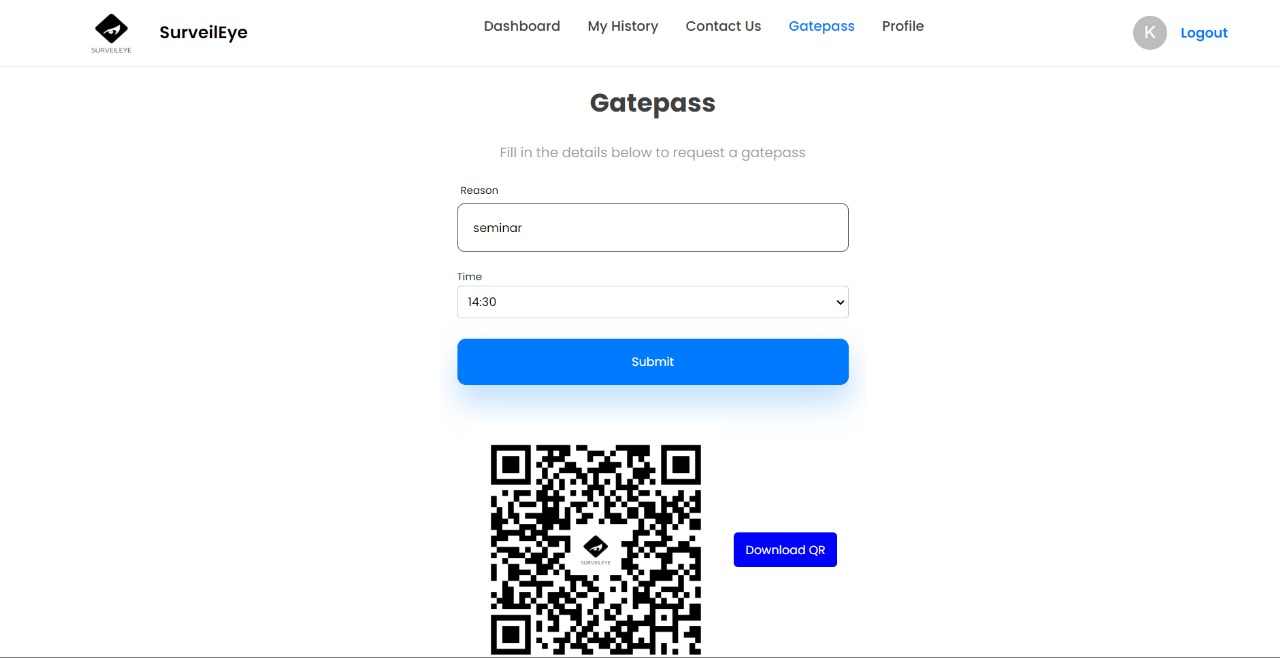 SURVEILEYE
SurveilEye
Dashboard
My History
Contact Us
Gatepass
Profile
K
Logout
Gatepass
Fill in the details below to request a gatepass
Reason
seminar
Time
14:30
Submit
SURVEILEYE
Download QR